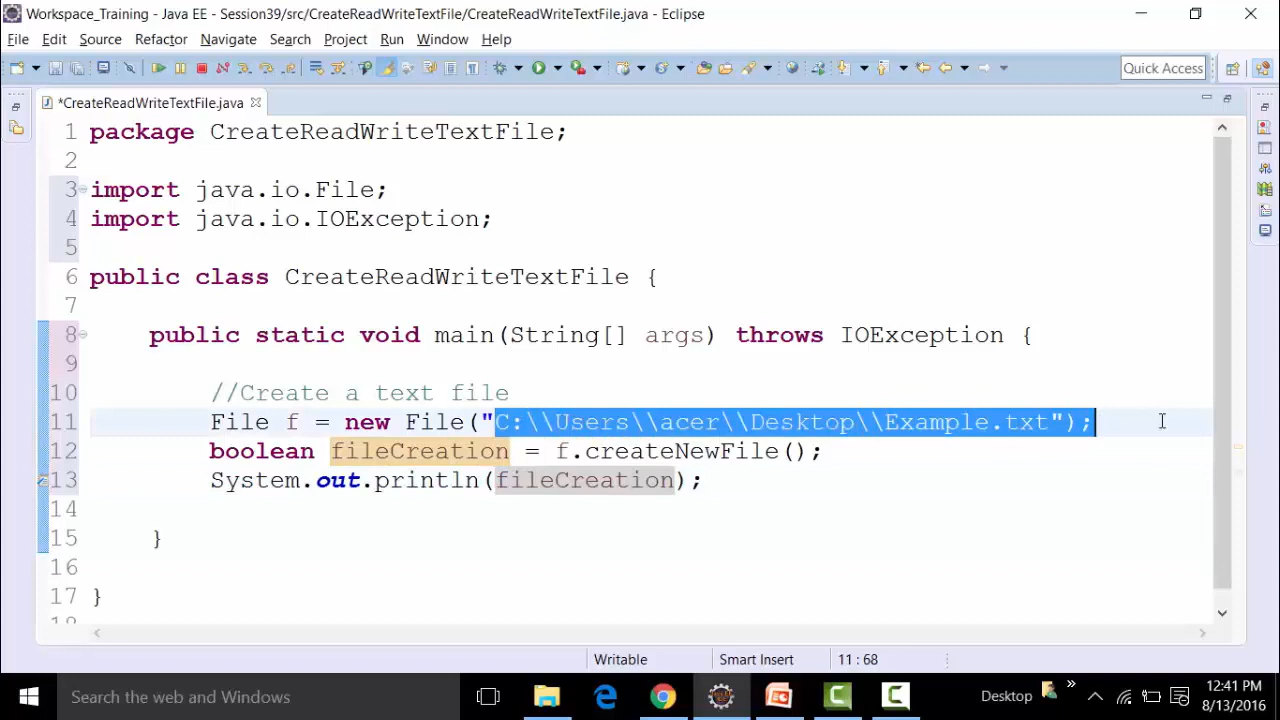 Workspace_Training - Java EE - Session39/src/CreateReadWriteTextFile/CreateReadWriteTextFile.java - Eclipse
File Edit Source Refactor Navigate Search Project Run Window Help
Quick Access
*CreateReadWriteTextFile.java
1 package CreateReadWriteTextFile;
2
3 import java.io.File;
4 import java.io.IOException;
5
6 public class CreateReadWriteTextFile {
7
8 public static void main(String[] args) throws IOException {
9
10 //Create a text file
11 File f = new File("C:\\Users\\acer\\Desktop\\Example.txt");
12 boolean fileCreation = f.createNewFile();
13 System.out.println(fileCreation);
14
15 }
16
17 }
18
Writable Smart Insert 11 : 68
Search the web and Windows
Desktop
12:41 PM
8/13/2016